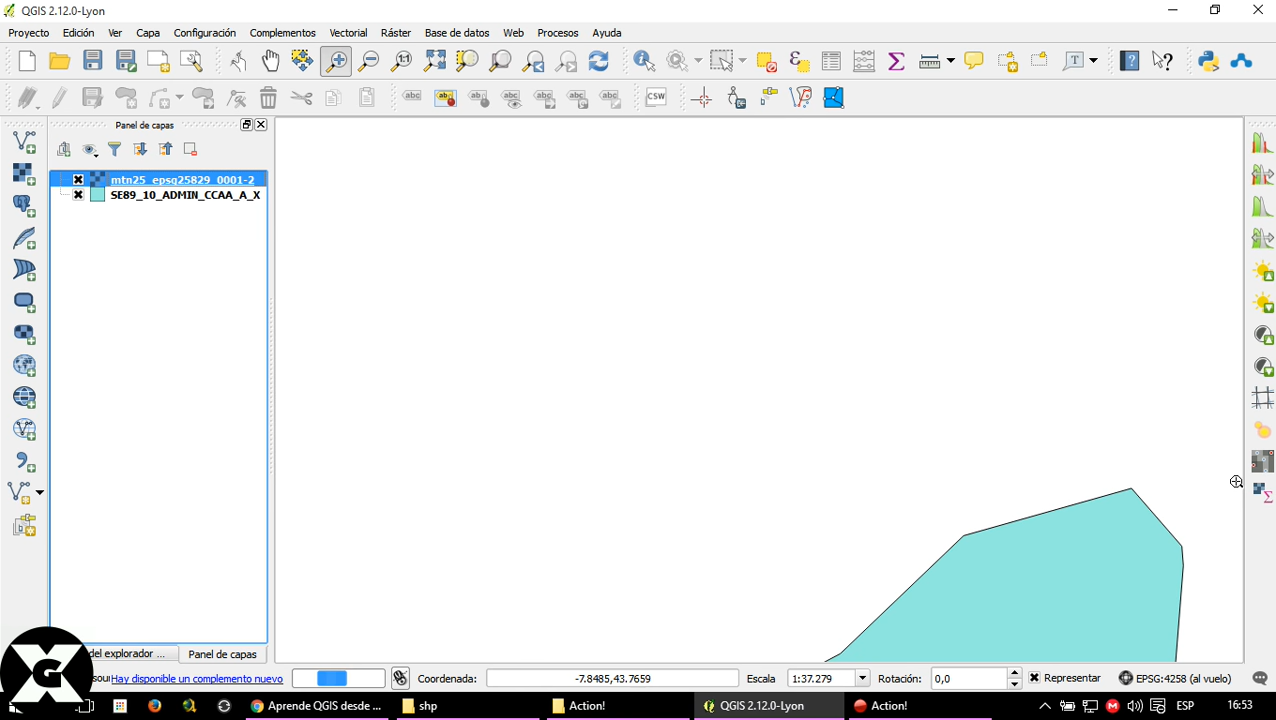 QGIS 2.12.0-Lyon
Proyecto Edición Ver Capa Configuración Complementos Vectorial Ráster Base de datos Web Procesos Ayuda
Panel de capas
mtn25_epsg25829_0001-2
SE89_10_ADMIN_CCAA_A_X
del explorador ... Panel de capas
Hay disponible un complemento nuevo Coordenada: -7.8485,43.7659 Escala 1:37.279 Rotación: 0,0 Representar EPSG:4258 (al vuelo)
XG
Aprende QGIS desde ... shp Action! QGIS 2.12.0-Lyon Action! ESP 16:53